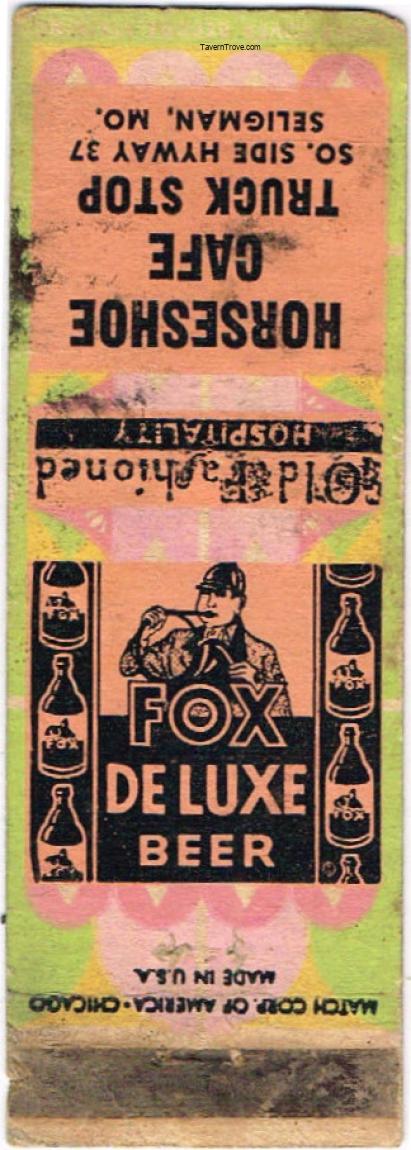 TavernTrove.com
HORSESHOE
CAFE
TRUCK STOP
SO. SIDE HYWAY 37
SELIGMAN, MO.
Old Fashioned
HOSPITALITY
FOX
DE LUXE
BEER
FOX
FOX
FOX
FOX
FOX
MATCH CORP. OF AMERICA • CHICAGO
MADE IN U.S.A.